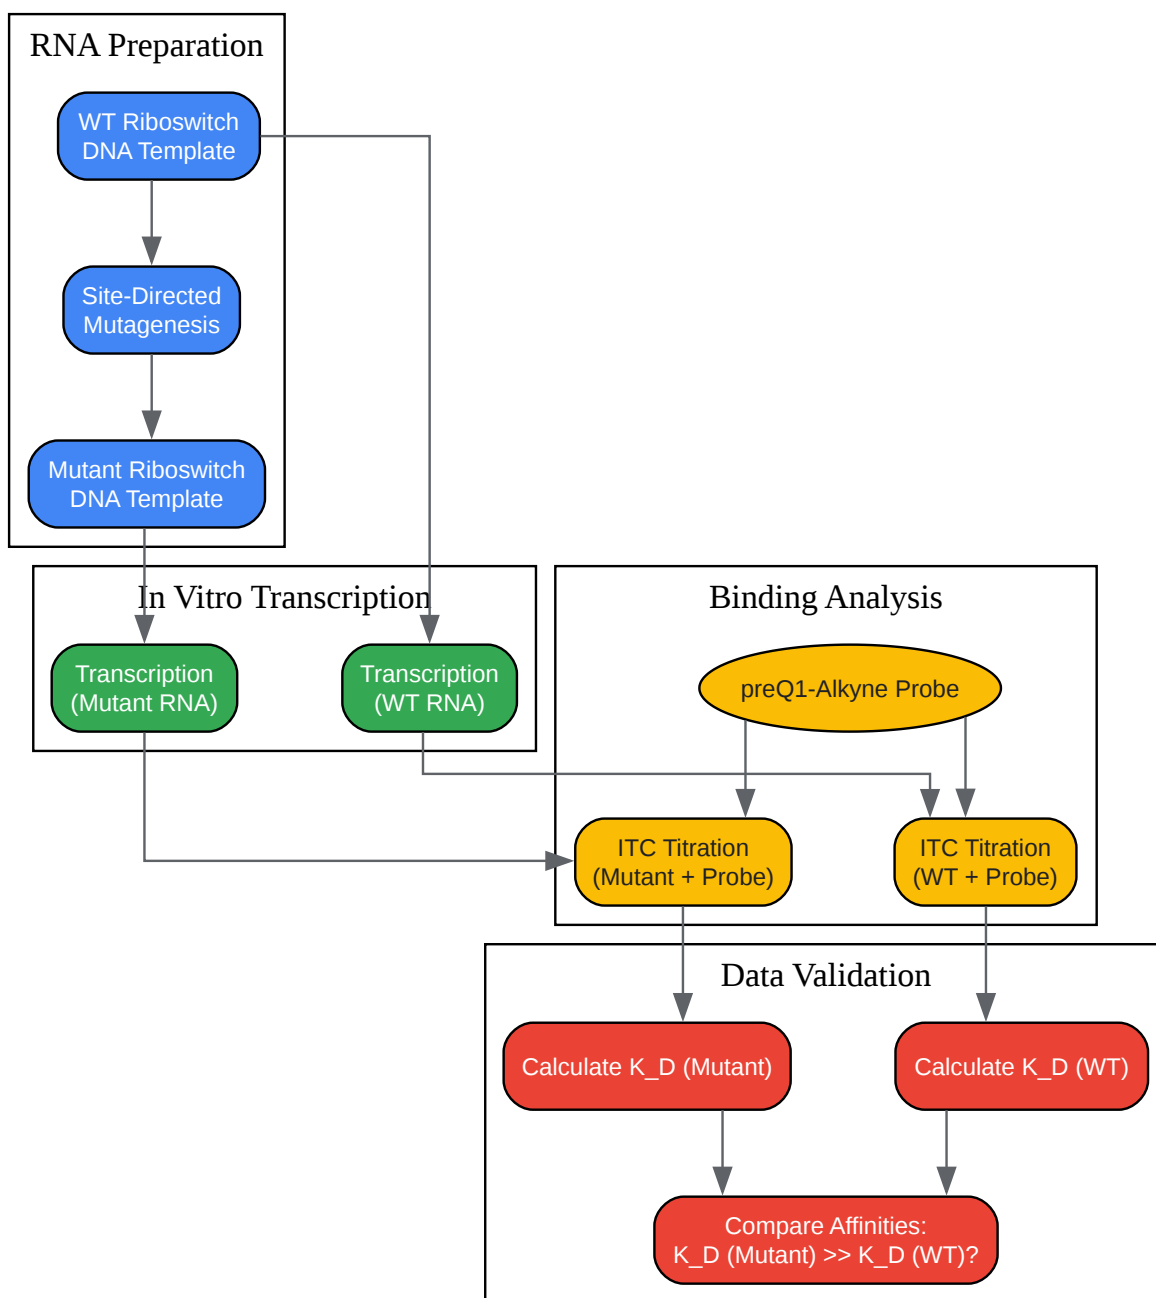 RNA Preparation
WT Riboswitch
DNA Template
Site-Directed
Mutagenesis
Mutant Riboswitch
DNA Template
In Vitro Transcription
Transcription
(Mutant RNA)
Transcription
(WT RNA)
Binding Analysis
preQ1-Alkyne Probe
ITC Titration
(Mutant + Probe)
ITC Titration
(WT + Probe)
Data Validation
Calculate K_D (Mutant)
Calculate K_D (WT)
Compare Affinities:
K_D (Mutant) >> K_D (WT)?